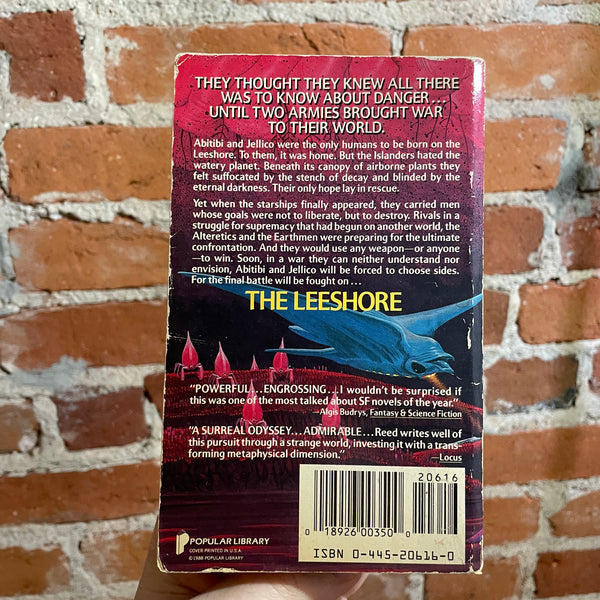 THEY THOUGHT THEY KNEW ALL THERE
WAS TO KNOW ABOUT DANGER...
UNTIL TWO ARMIES BROUGHT WAR
TO THEIR WORLD.
Abitibi and Jellico were the only humans to be born on the
Leeshore. To them, it was home. But the Islanders hated the
watery planet. Beneath its canopy of airborne plants they
felt suffocated by the stench of decay and blinded by the
eternal darkness. Their only hope lay in rescue.
Yet when the starships finally appeared, they carried men
whose goals were not to liberate, but to destroy. Rivals in a
struggle for supremacy that had begun on another world, the
Alteretics and the Earthmen were preparing for the ultimate
confrontation. And they would use any weapon—or anyone
—to win. Soon, in a war they can neither understand nor
envision, Abitibi and Jellico will be forced to choose sides.
For the final battle will be fought on...
THE LEESHORE
"POWERFUL...ENGROSSING...I wouldn't be surprised if
this was one of the most talked about SF novels of the year."
—Algis Budrys, Fantasy & Science Fiction
"A SURREAL ODYSSEY...ADMIRABLE...Reed writes well of
this pursuit through a strange world, investing it with a trans-
forming metaphysical dimension."
—Locus
20616
0 18926 00350 0
ISBN 0-445-20616-0
POPULAR LIBRARY
COVER PRINTED IN U.S.A.
©1988 POPULAR LIBRARY